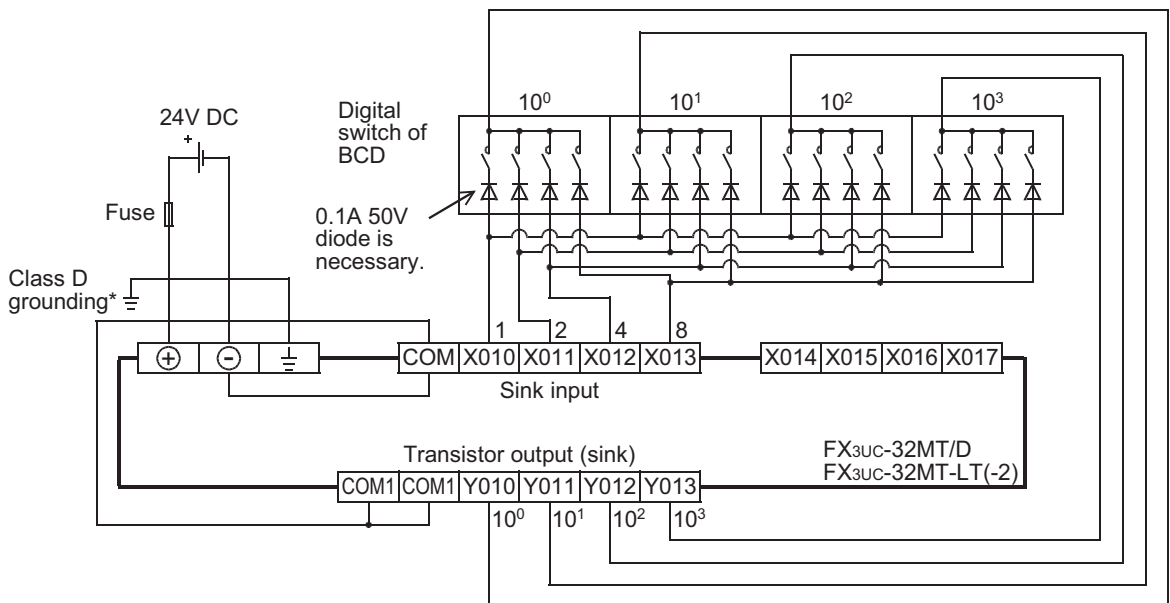 24V DC
+
Fuse
Class D
grounding*
Digital
switch of
BCD
0.1A 50V
diode is
necessary.
10⁰ 10¹ 10² 10³
1 2 4 8
+ - COM X010 X011 X012 X013 X014 X015 X016 X017
Sink input
Transistor output (sink)
FX3UC-32MT/D
FX3UC-32MT-LT(-2)
COM1 COM1 Y010 Y011 Y012 Y013
10⁰ 10¹ 10² 10³